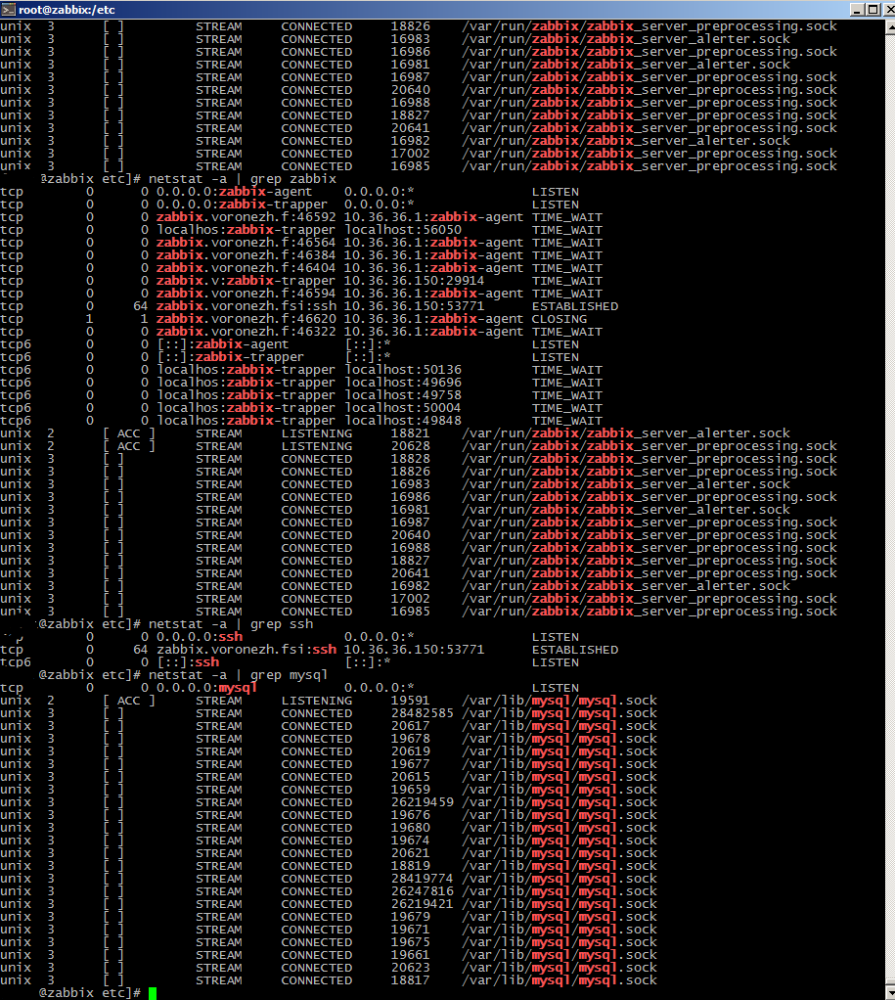 root@zabbix:/etc
unix 3 [ ] STREAM CONNECTED 18826 /var/run/zabbix/zabbix_server_preprocessing.sock
unix 3 [ ] STREAM CONNECTED 16983 /var/run/zabbix/zabbix_server_alerter.sock
unix 3 [ ] STREAM CONNECTED 16986 /var/run/zabbix/zabbix_server_preprocessing.sock
unix 3 [ ] STREAM CONNECTED 16981 /var/run/zabbix/zabbix_server_alerter.sock
unix 3 [ ] STREAM CONNECTED 16987 /var/run/zabbix/zabbix_server_preprocessing.sock
unix 3 [ ] STREAM CONNECTED 20640 /var/run/zabbix/zabbix_server_preprocessing.sock
unix 3 [ ] STREAM CONNECTED 16988 /var/run/zabbix/zabbix_server_preprocessing.sock
unix 3 [ ] STREAM CONNECTED 18827 /var/run/zabbix/zabbix_server_preprocessing.sock
unix 3 [ ] STREAM CONNECTED 20641 /var/run/zabbix/zabbix_server_preprocessing.sock
unix 3 [ ] STREAM CONNECTED 16982 /var/run/zabbix/zabbix_server_alerter.sock
unix 3 [ ] STREAM CONNECTED 17002 /var/run/zabbix/zabbix_server_preprocessing.sock
unix 3 [ ] STREAM CONNECTED 16985 /var/run/zabbix/zabbix_server_preprocessing.sock
@zabbix etc]# netstat -a | grep zabbix
tcp 0 0 0.0.0.0:zabbix-agent 0.0.0.0:* LISTEN
tcp 0 0 0.0.0.0:zabbix-trapper 0.0.0.0:* LISTEN
tcp 0 0 zabbix.voronezh.f:46592 10.36.36.1:zabbix-agent TIME_WAIT
tcp 0 0 localhos:zabbix-trapper localhost:56050 TIME_WAIT
tcp 0 0 zabbix.voronezh.f:46564 10.36.36.1:zabbix-agent TIME_WAIT
tcp 0 0 zabbix.voronezh.f:46384 10.36.36.1:zabbix-agent TIME_WAIT
tcp 0 0 zabbix.voronezh.f:46404 10.36.36.1:zabbix-agent TIME_WAIT
tcp 0 0 zabbix.v:zabbix-trapper 10.36.36.150:29914 TIME_WAIT
tcp 0 0 zabbix.voronezh.f:46594 10.36.36.1:zabbix-agent TIME_WAIT
tcp 0 64 zabbix.voronezh.fsi:ssh 10.36.36.150:53771 ESTABLISHED
tcp 1 1 zabbix.voronezh.f:46620 10.36.36.1:zabbix-agent CLOSING
tcp 0 0 zabbix.voronezh.f:46322 10.36.36.1:zabbix-agent TIME_WAIT
tcp6 0 0 [::]:zabbix-agent [::]:* LISTEN
tcp6 0 0 [::]:zabbix-trapper [::]:* LISTEN
tcp6 0 0 localhos:zabbix-trapper localhost:50136 TIME_WAIT
tcp6 0 0 localhos:zabbix-trapper localhost:49696 TIME_WAIT
tcp6 0 0 localhos:zabbix-trapper localhost:49758 TIME_WAIT
tcp6 0 0 localhos:zabbix-trapper localhost:50004 TIME_WAIT
tcp6 0 0 localhos:zabbix-trapper localhost:49848 TIME_WAIT
unix 2 [ ACC ] STREAM LISTENING 18821 /var/run/zabbix/zabbix_server_alerter.sock
unix 2 [ ACC ] STREAM LISTENING 20628 /var/run/zabbix/zabbix_server_preprocessing.sock
unix 3 [ ] STREAM CONNECTED 18828 /var/run/zabbix/zabbix_server_preprocessing.sock
unix 3 [ ] STREAM CONNECTED 18826 /var/run/zabbix/zabbix_server_preprocessing.sock
unix 3 [ ] STREAM CONNECTED 16983 /var/run/zabbix/zabbix_server_alerter.sock
unix 3 [ ] STREAM CONNECTED 16986 /var/run/zabbix/zabbix_server_preprocessing.sock
unix 3 [ ] STREAM CONNECTED 16981 /var/run/zabbix/zabbix_server_alerter.sock
unix 3 [ ] STREAM CONNECTED 16987 /var/run/zabbix/zabbix_server_preprocessing.sock
unix 3 [ ] STREAM CONNECTED 20640 /var/run/zabbix/zabbix_server_preprocessing.sock
unix 3 [ ] STREAM CONNECTED 16988 /var/run/zabbix/zabbix_server_preprocessing.sock
unix 3 [ ] STREAM CONNECTED 18827 /var/run/zabbix/zabbix_server_preprocessing.sock
unix 3 [ ] STREAM CONNECTED 20641 /var/run/zabbix/zabbix_server_preprocessing.sock
unix 3 [ ] STREAM CONNECTED 16982 /var/run/zabbix/zabbix_server_alerter.sock
unix 3 [ ] STREAM CONNECTED 17002 /var/run/zabbix/zabbix_server_preprocessing.sock
unix 3 [ ] STREAM CONNECTED 16985 /var/run/zabbix/zabbix_server_preprocessing.sock
@zabbix etc]# netstat -a | grep ssh
0 0 0.0.0.0:ssh 0.0.0.0:* LISTEN
tcp 0 64 zabbix.voronezh.fsi:ssh 10.36.36.150:53771 ESTABLISHED
tcp6 0 0 [::]:ssh [::]:* LISTEN
@zabbix etc]# netstat -a | grep mysql
tcp 0 0 0.0.0.0:mysql 0.0.0.0:* LISTEN
unix 2 [ ACC ] STREAM LISTENING 19591 /var/lib/mysql/mysql.sock
unix 3 [ ] STREAM CONNECTED 28482585 /var/lib/mysql/mysql.sock
unix 3 [ ] STREAM CONNECTED 20617 /var/lib/mysql/mysql.sock
unix 3 [ ] STREAM CONNECTED 19678 /var/lib/mysql/mysql.sock
unix 3 [ ] STREAM CONNECTED 20619 /var/lib/mysql/mysql.sock
unix 3 [ ] STREAM CONNECTED 19677 /var/lib/mysql/mysql.sock
unix 3 [ ] STREAM CONNECTED 20615 /var/lib/mysql/mysql.sock
unix 3 [ ] STREAM CONNECTED 19659 /var/lib/mysql/mysql.sock
unix 3 [ ] STREAM CONNECTED 26219459 /var/lib/mysql/mysql.sock
unix 3 [ ] STREAM CONNECTED 19676 /var/lib/mysql/mysql.sock
unix 3 [ ] STREAM CONNECTED 19680 /var/lib/mysql/mysql.sock
unix 3 [ ] STREAM CONNECTED 19674 /var/lib/mysql/mysql.sock
unix 3 [ ] STREAM CONNECTED 20621 /var/lib/mysql/mysql.sock
unix 3 [ ] STREAM CONNECTED 18819 /var/lib/mysql/mysql.sock
unix 3 [ ] STREAM CONNECTED 28419774 /var/lib/mysql/mysql.sock
unix 3 [ ] STREAM CONNECTED 26247816 /var/lib/mysql/mysql.sock
unix 3 [ ] STREAM CONNECTED 26219421 /var/lib/mysql/mysql.sock
unix 3 [ ] STREAM CONNECTED 19679 /var/lib/mysql/mysql.sock
unix 3 [ ] STREAM CONNECTED 19671 /var/lib/mysql/mysql.sock
unix 3 [ ] STREAM CONNECTED 19675 /var/lib/mysql/mysql.sock
unix 3 [ ] STREAM CONNECTED 19661 /var/lib/mysql/mysql.sock
unix 3 [ ] STREAM CONNECTED 20623 /var/lib/mysql/mysql.sock
unix 3 [ ] STREAM CONNECTED 18817 /var/lib/mysql/mysql.sock
@zabbix etc]#